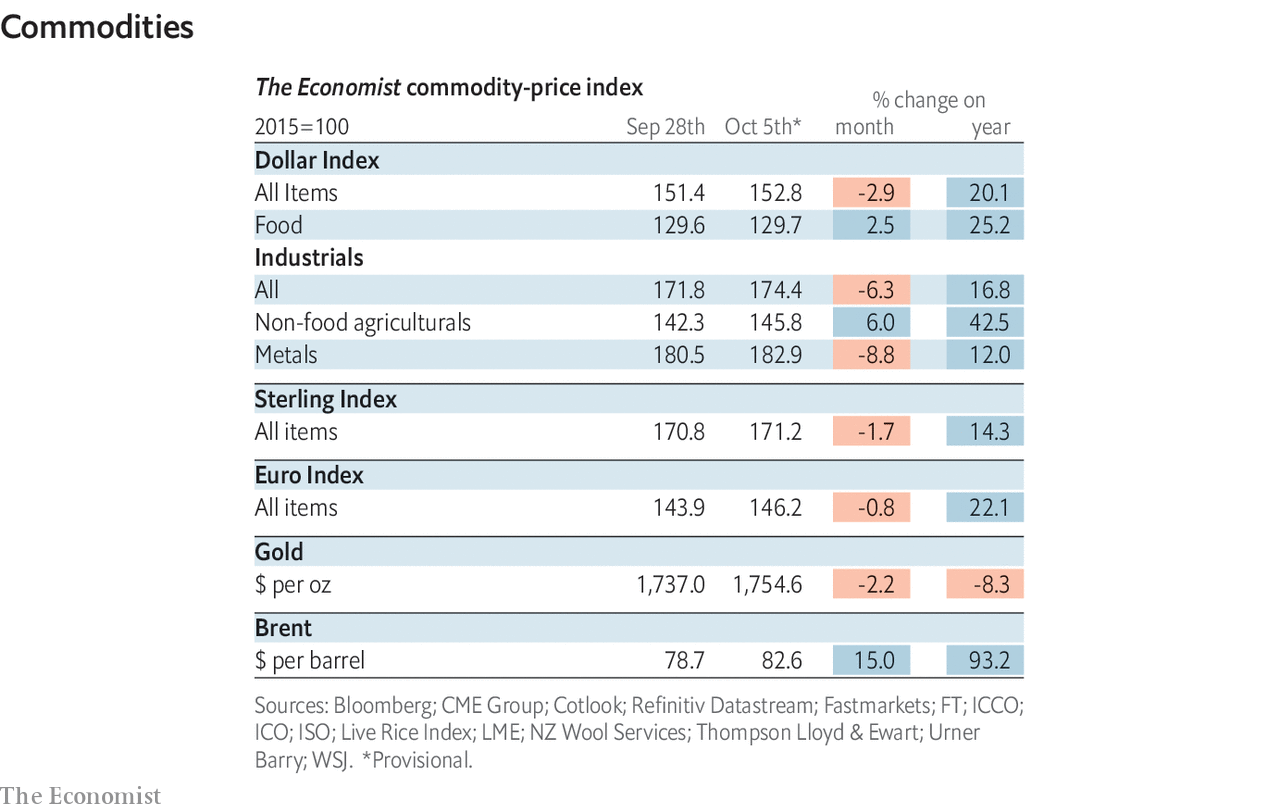 Commodities
The Economist commodity-price index
% change on
2015=100 Sep 28th Oct 5th* month year
Dollar Index
All Items 151.4 152.8 -2.9 20.1
Food 129.6 129.7 2.5 25.2
Industrials
All 171.8 174.4 -6.3 16.8
Non-food agriculturals 142.3 145.8 6.0 42.5
Metals 180.5 182.9 -8.8 12.0
Sterling Index
All items 170.8 171.2 -1.7 14.3
Euro Index
All items 143.9 146.2 -0.8 22.1
Gold
$ per oz 1,737.0 1,754.6 -2.2 -8.3
Brent
$ per barrel 78.7 82.6 15.0 93.2
Sources: Bloomberg; CME Group; Cotlook; Refinitiv Datastream; Fastmarkets; FT; ICCO;
ICO; ISO; Live Rice Index; LME; NZ Wool Services; Thompson Lloyd & Ewart; Urner
Barry; WSJ. *Provisional.
The Economist